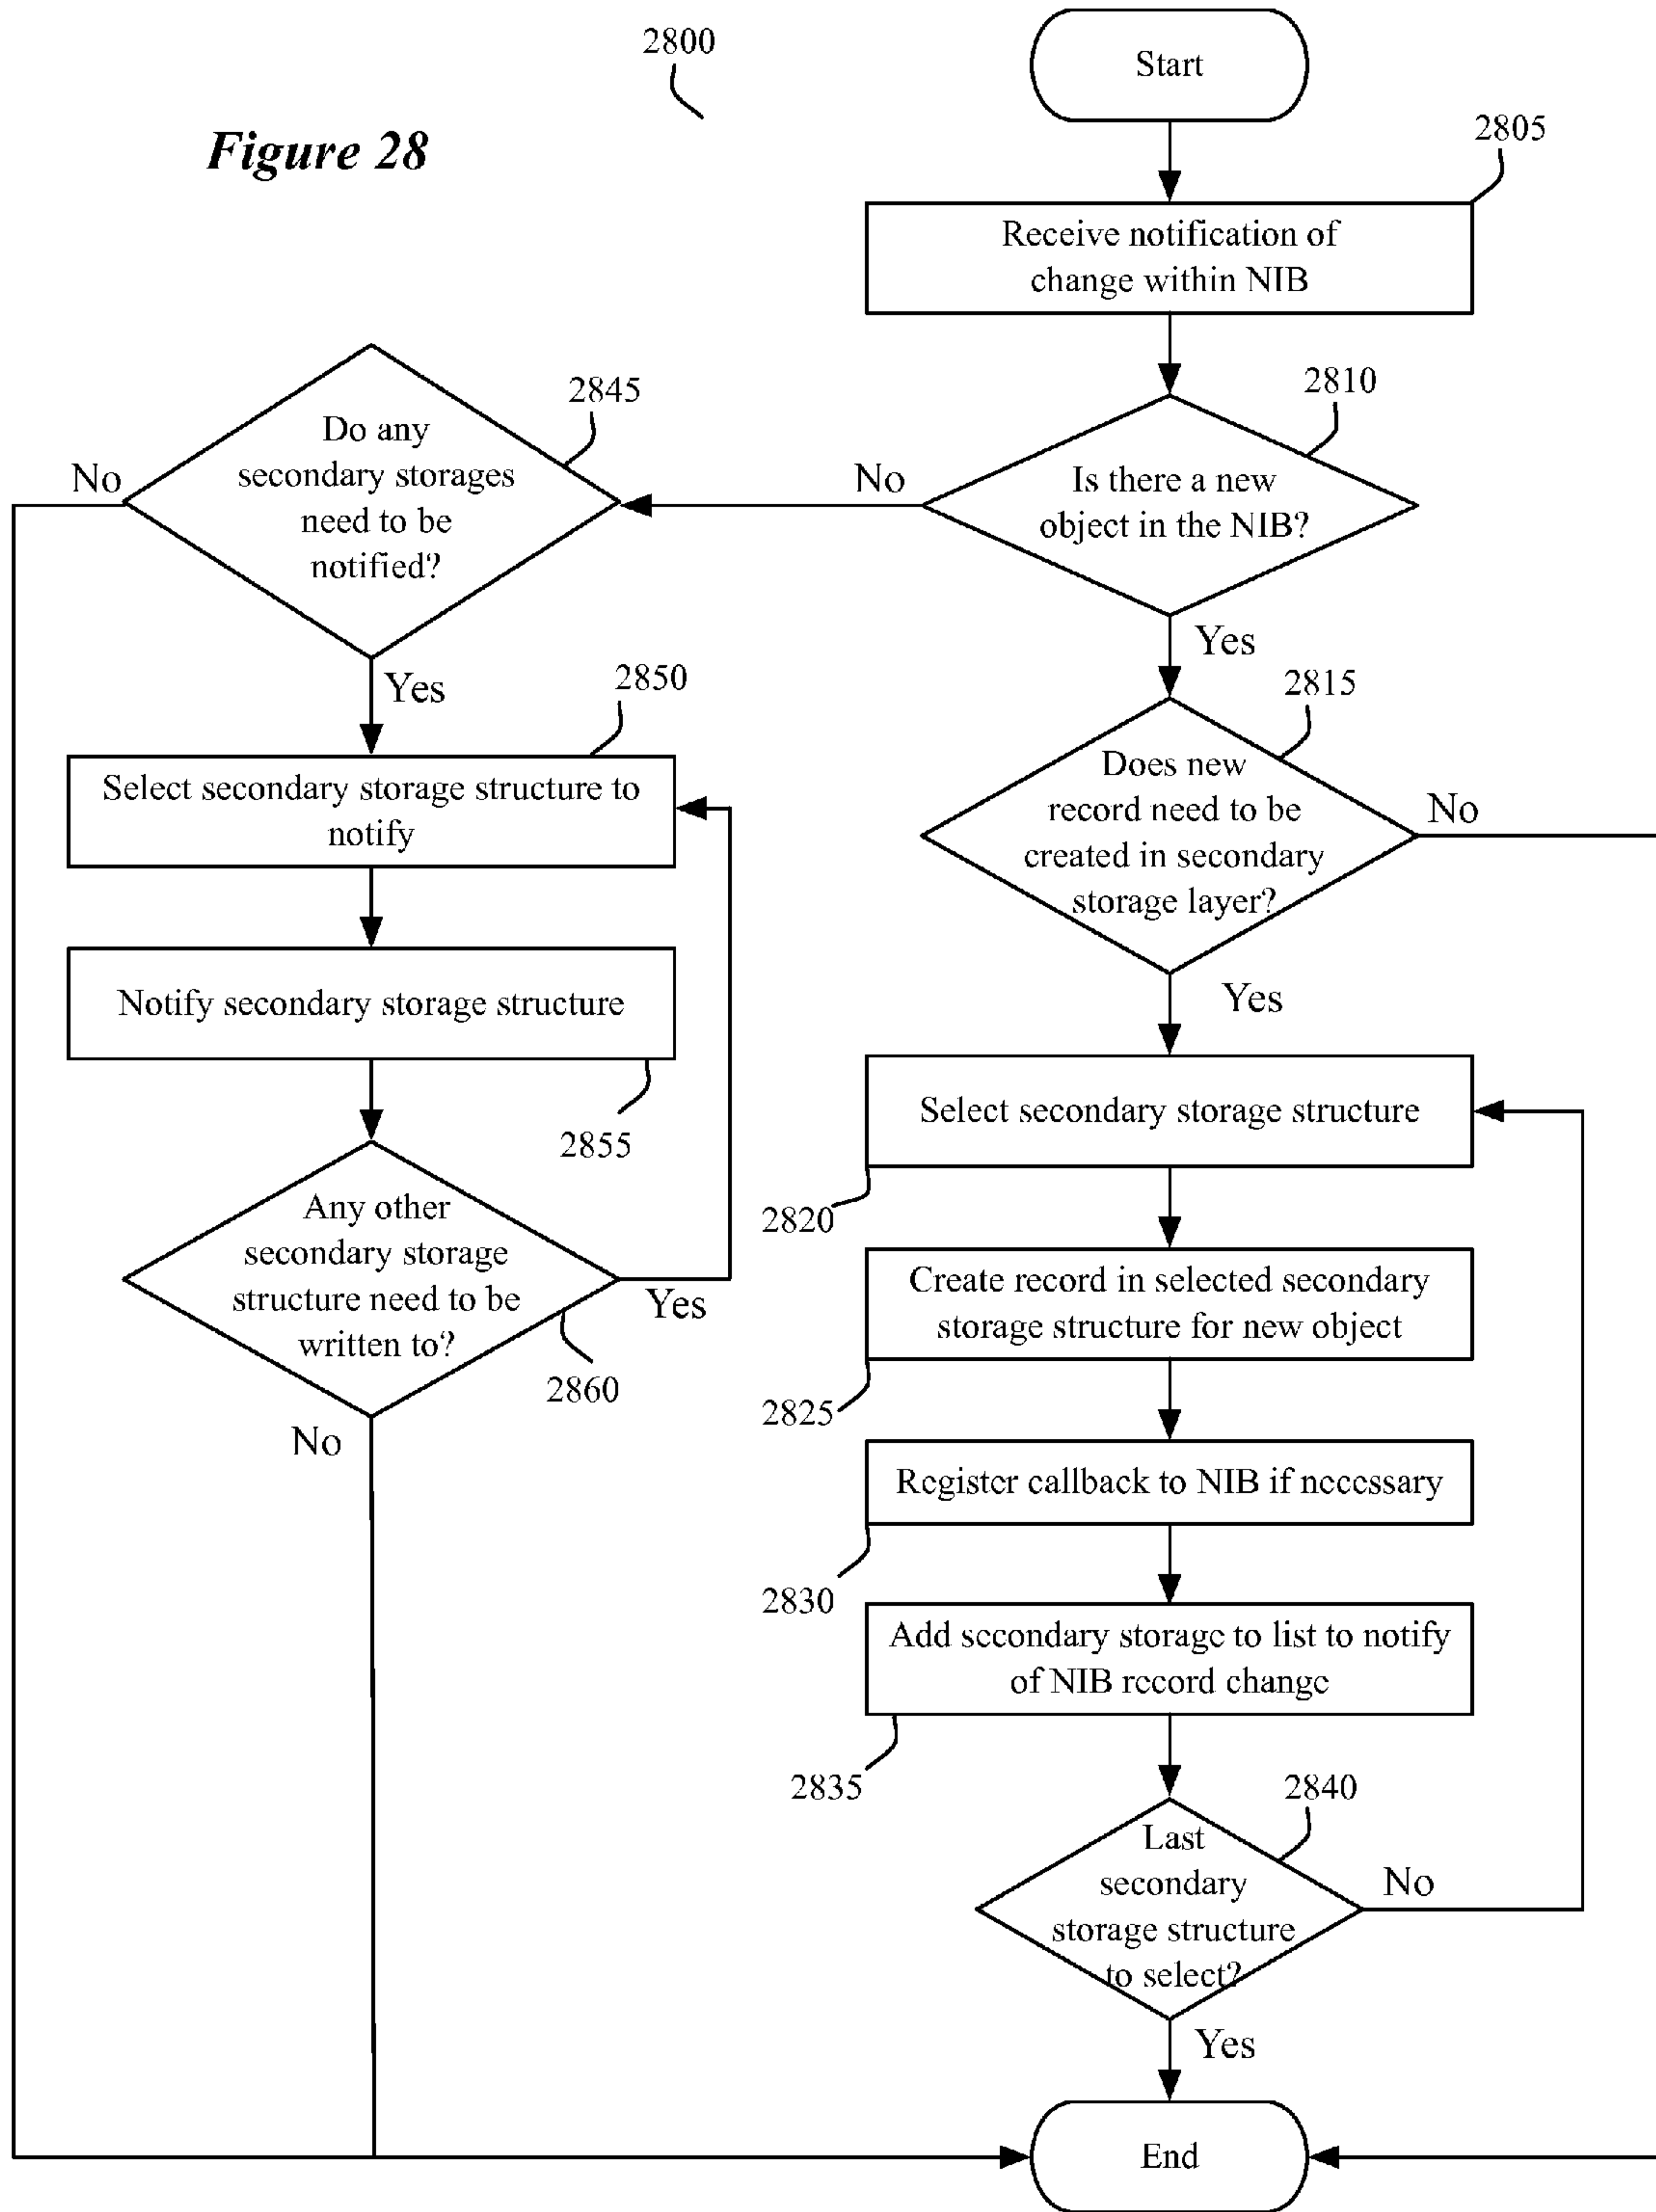 2800
Figure 28
Start
2805
Receive notification of
change within NIB
2810
Is there a new
object in the NIB?
No
Yes
2845
Do any
secondary storages
need to be
notified?
No
Yes
2850
Select secondary storage structure to
notify
Notify secondary storage structure
2855
Any other
secondary storage
structure need to be
written to?
Yes
2860
No
2815
Does new
record need to be
created in secondary
storage layer?
No
Yes
Select secondary storage structure
2820
Create record in selected secondary
storage structure for new object
2825
Register callback to NIB if necessary
2830
Add secondary storage to list to notify
of NIB record change
2835
2840
Last
secondary
storage structure
to select?
No
Yes
End